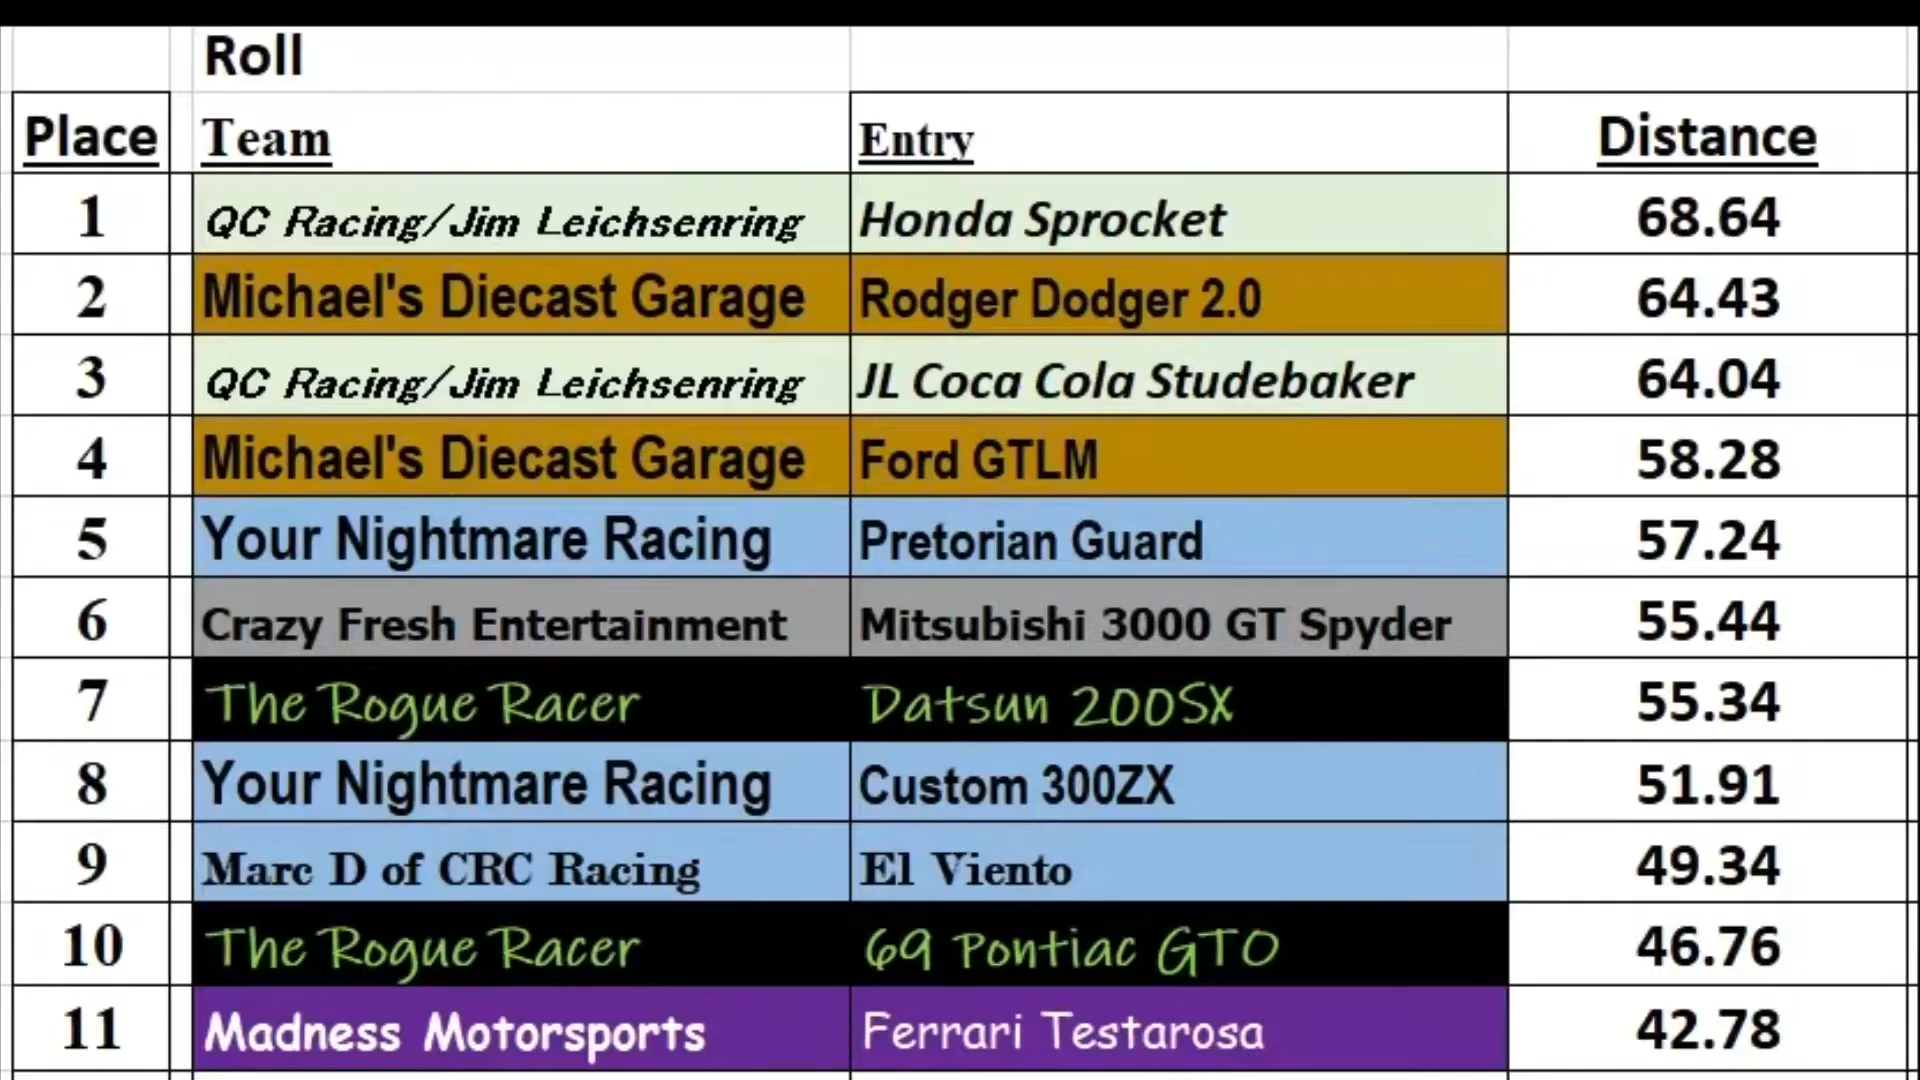 Roll
Place Team Entry Distance
1 QC Racing/Jim Leichsenring Honda Sprocket 68.64
2 Michael's Diecast Garage Rodger Dodger 2.0 64.43
3 QC Racing/Jim Leichsenring JL Coca Cola Studebaker 64.04
4 Michael's Diecast Garage Ford GTLM 58.28
5 Your Nightmare Racing Pretorian Guard 57.24
6 Crazy Fresh Entertainment Mitsubishi 3000 GT Spyder 55.44
7 The Rogue Racer Datsun 200SX 55.34
8 Your Nightmare Racing Custom 300ZX 51.91
9 Marc D of CRC Racing El Viento 49.34
10 The Rogue Racer 69 Pontiac GTO 46.76
11 Madness Motorsports Ferrari Testarosa 42.78